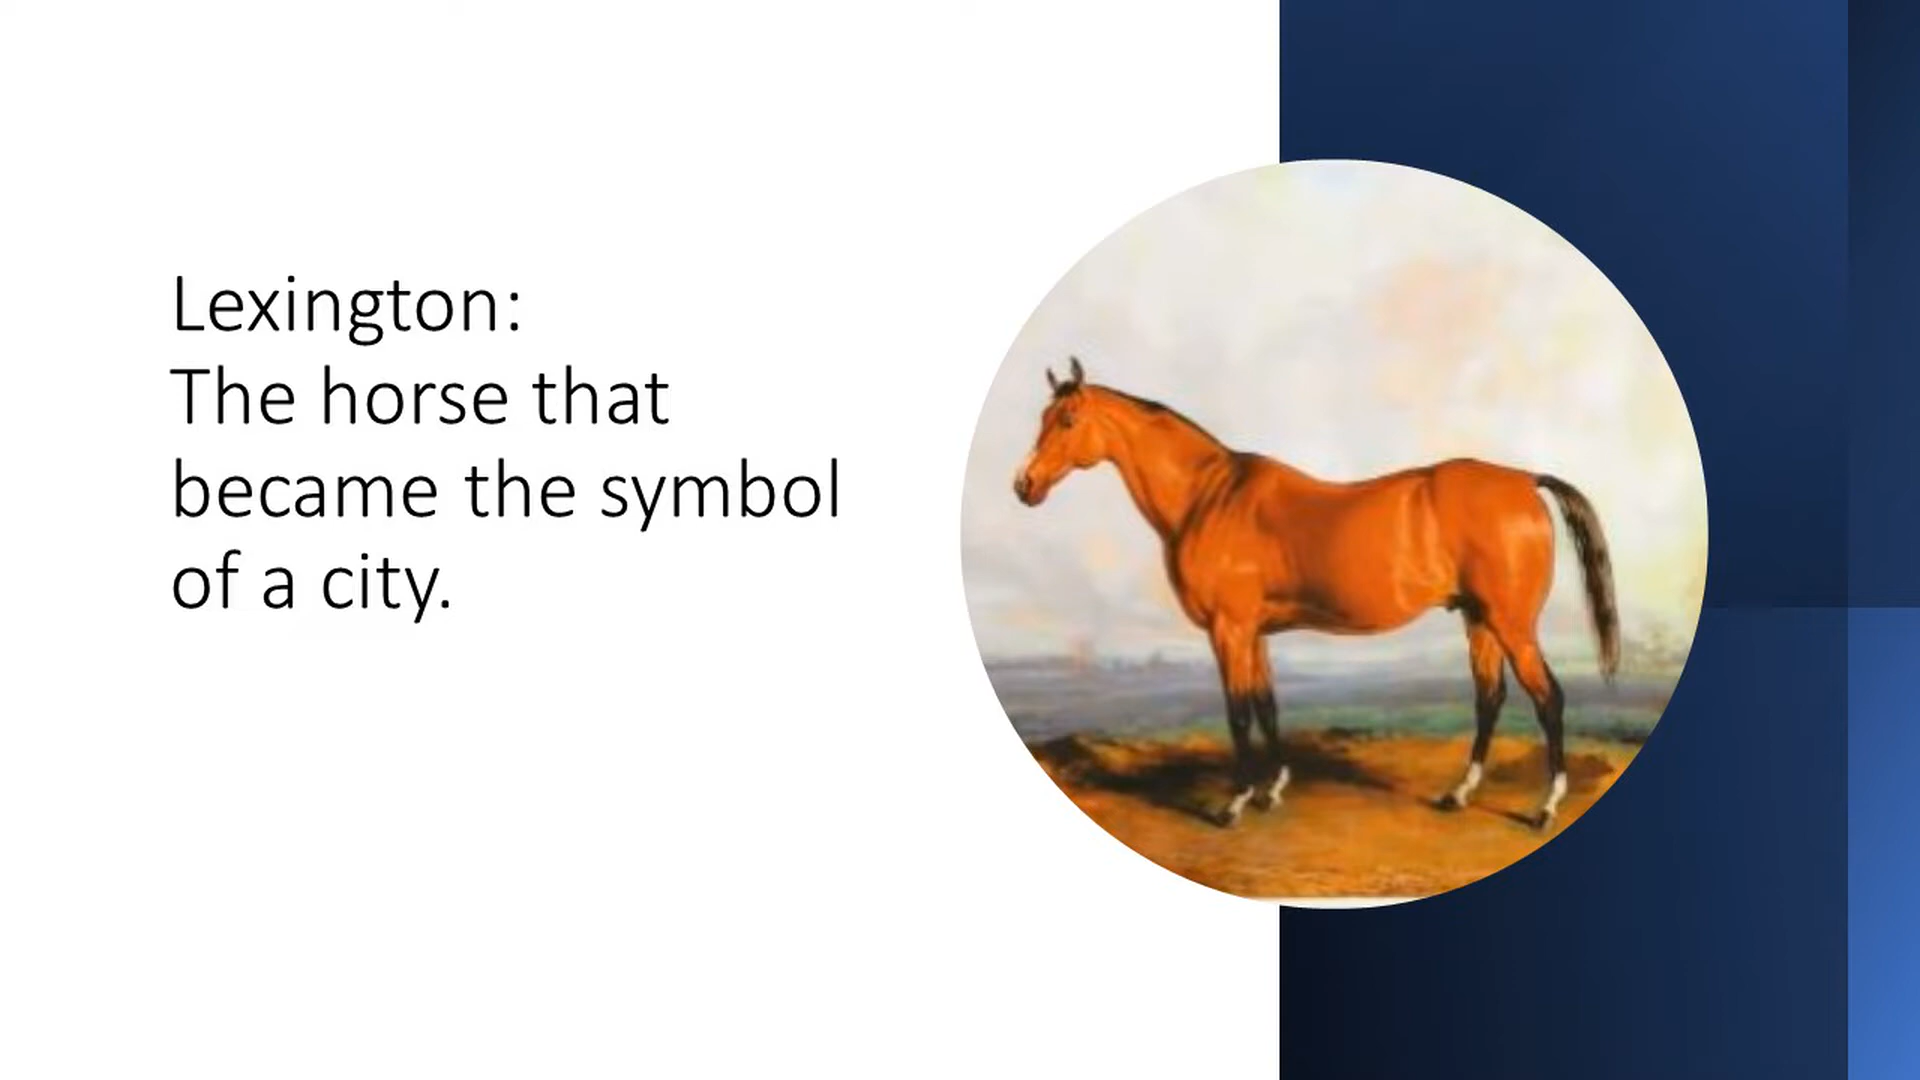 Lexington:
The horse that
became the symbol
of a city.